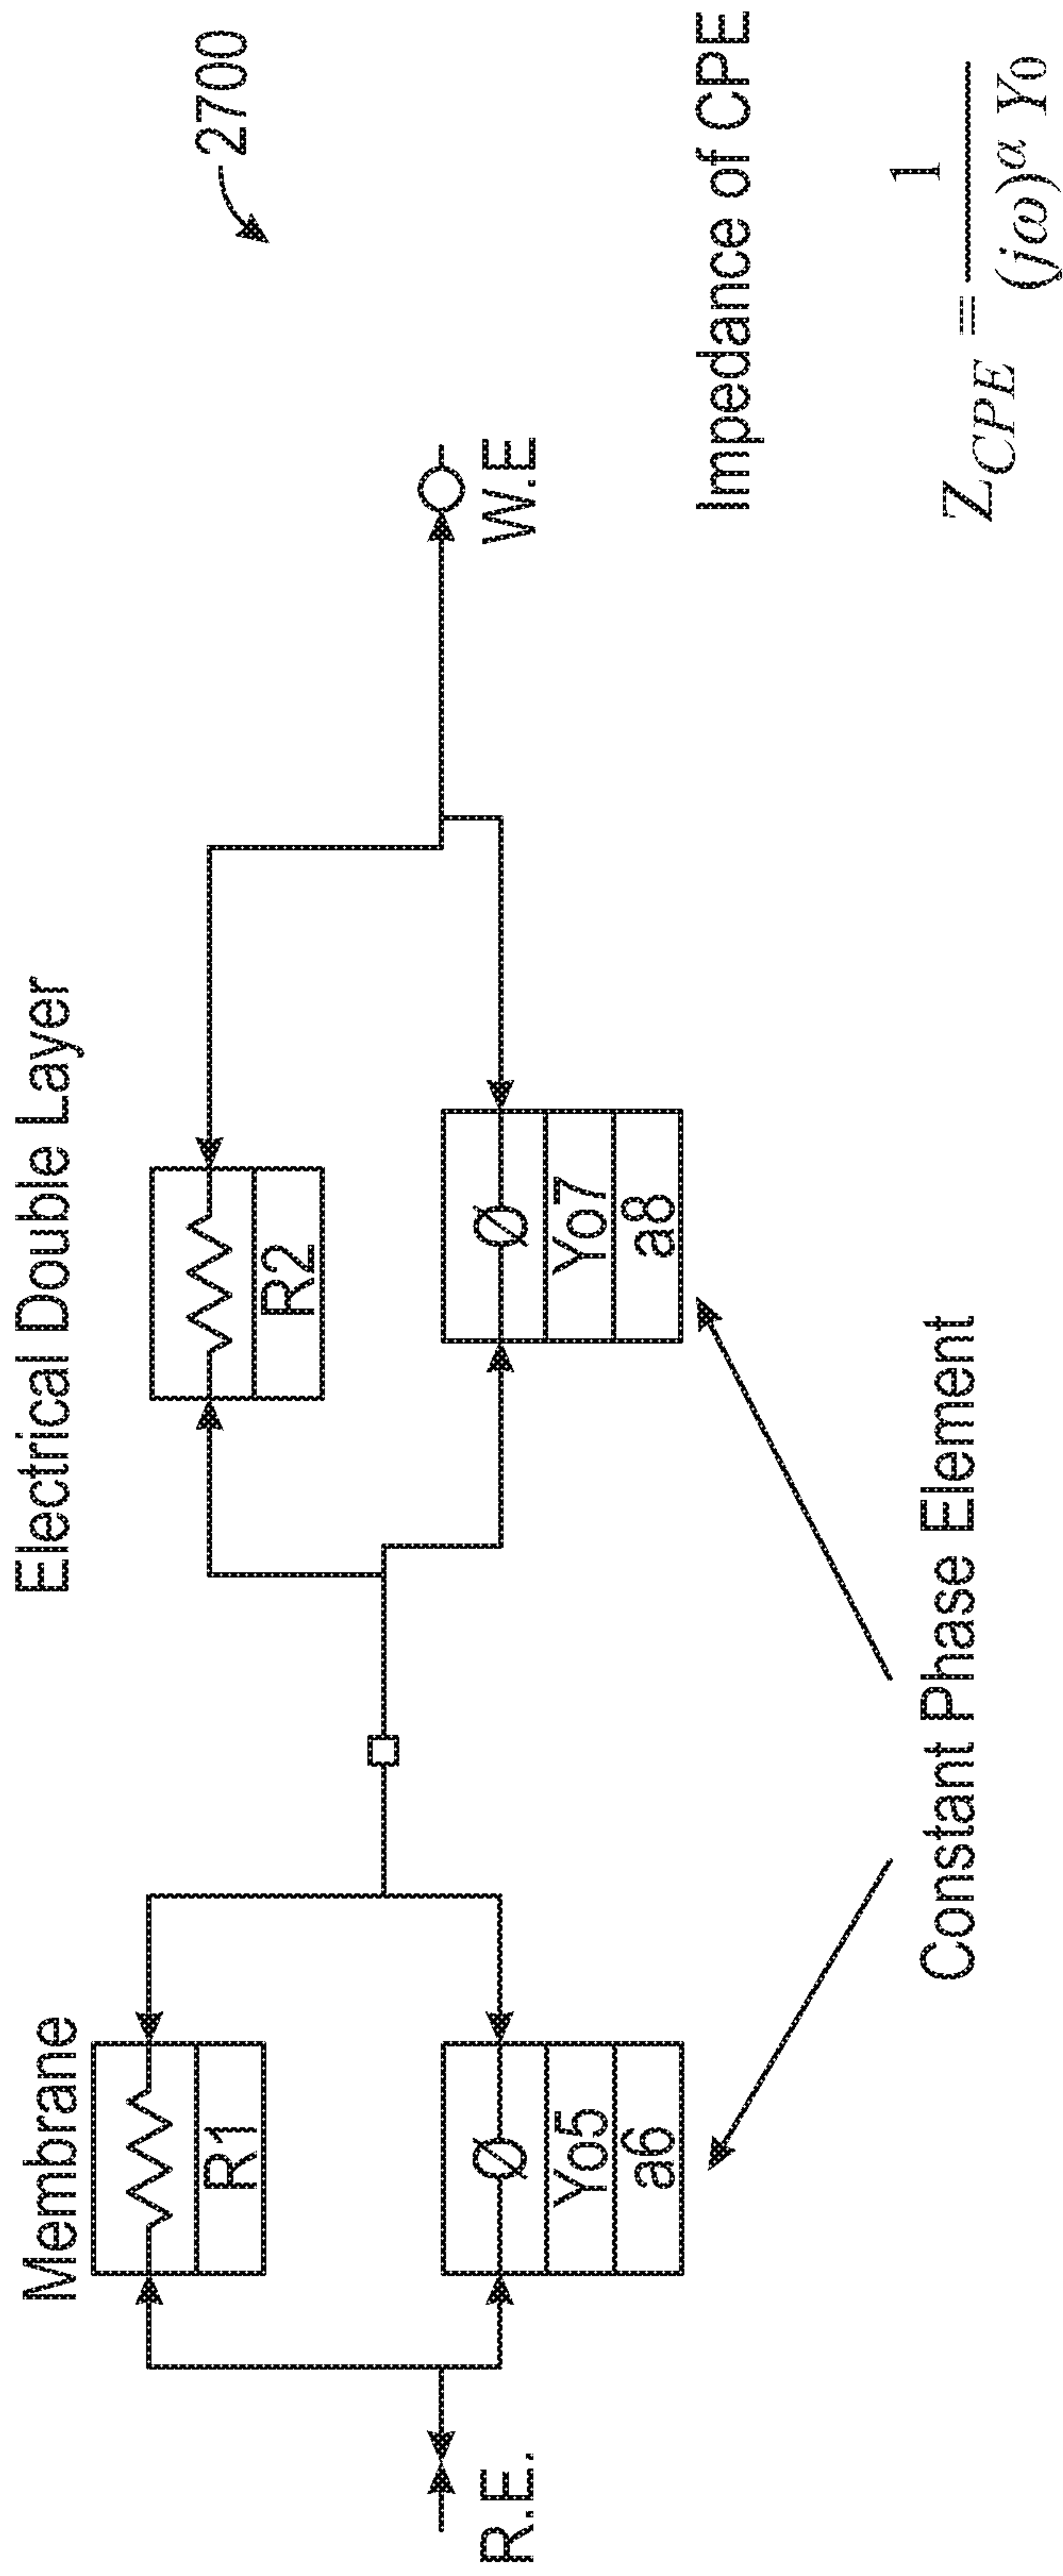 2700
Membrane
Electrical Double Layer
R1
R2
R.E.
W.E
Ø
Yo5
a6
Ø
Yo7
a8
Constant Phase Element
Impedance of CPE
Z_CPE = 1 / (jω)^α Y_0